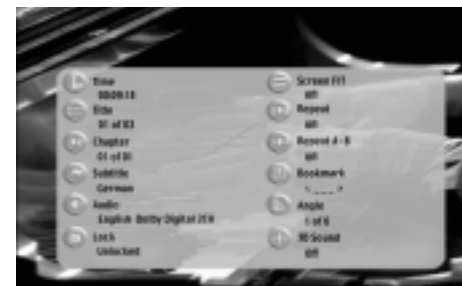 Time
00:09:18
Title
01 of 03
Chapter
01 of 01
Subtitle
German
Audio
English Dolby Digital 2CH
Lock
Unlocked
Screen Fit
Off
Repeat
Off
Repeat A - B
Off
Bookmark
- _ _ _ -
Angle
1 of 6
3D Sound
Off